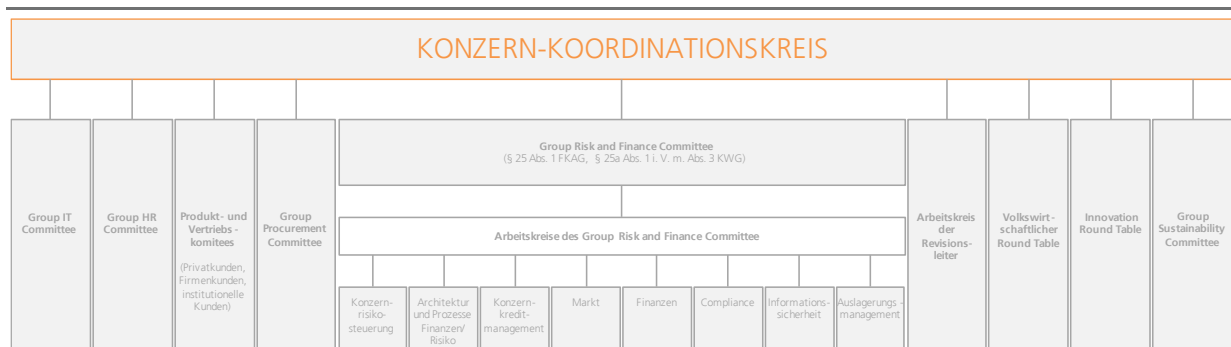 KONZERN-KOORDINATIONSKREIS
Group IT
Committee
Group HR
Committee
Produkt- und
Vertriebs -
komitees
(Privatkunden,
Firmenkunden,
institutionelle
Kunden)
Group
Procurement
Committee
Group Risk and Finance Committee
(§ 25 Abs. 1 FKAG, § 25a Abs. 1 i. V. m. Abs. 3 KWG)
Arbeitskreise des Group Risk and Finance Committee
Konzern-
risiko-
steuerung
Architektur
und Prozesse
Finanzen/
Risiko
Konzern-
kredit-
management
Markt
Finanzen
Compliance
Informations-
sicherheit
Auslagerungs -
management
Arbeitskreis
der
Revisions-
leiter
Volkswirt-
schaftlicher
Round Table
Innovation
Round Table
Group
Sustainability
Committee